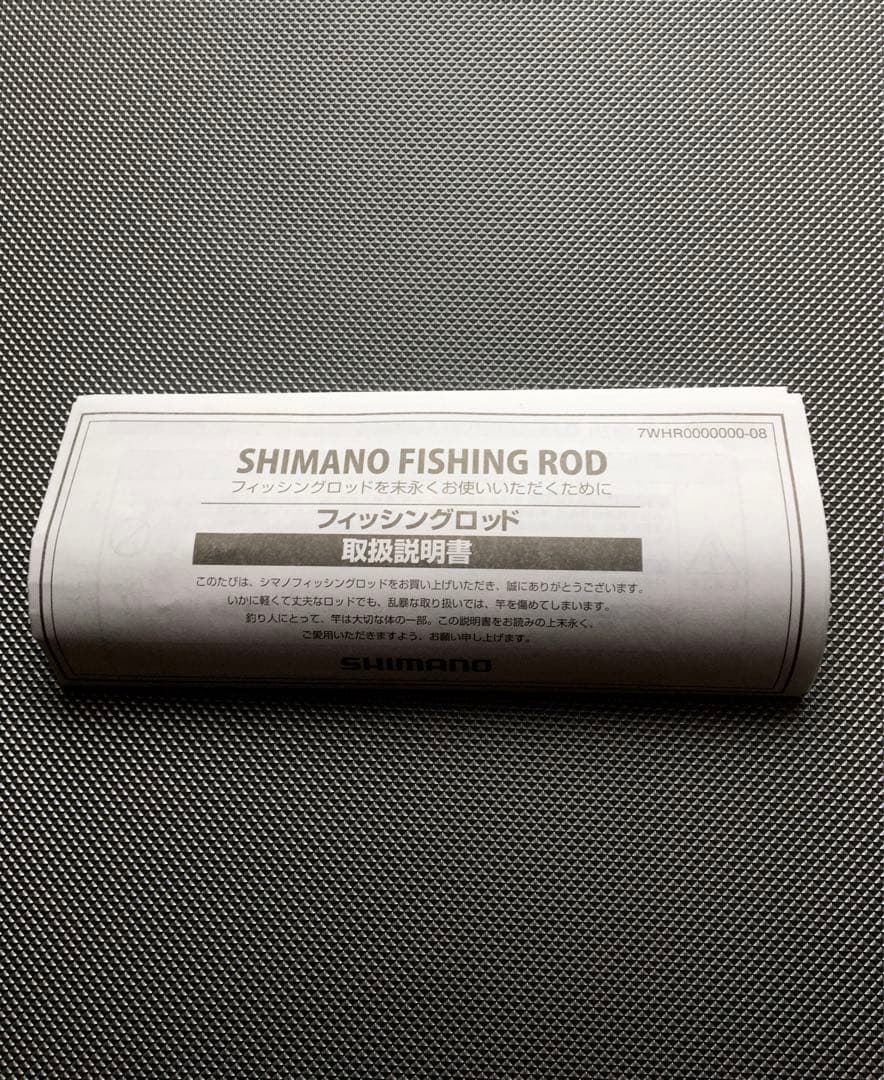 7WHR0000000-08
SHIMANO FISHING ROD
フィッシングロッドを末永くお使いいただくために
フィッシングロッド
取扱説明書
このたびは、シマノフィッシングロッドをお買い上げいただき、誠にありがとうございます。
いかに軽くて丈夫なロッドでも、乱暴な取り扱いでは、竿を傷めてしまいます。
釣り人にとって、竿は大切な体の一部。この説明書をお読みの上末永く、
ご愛用いただきますよう、お願い申し上げます。
SHIMANO